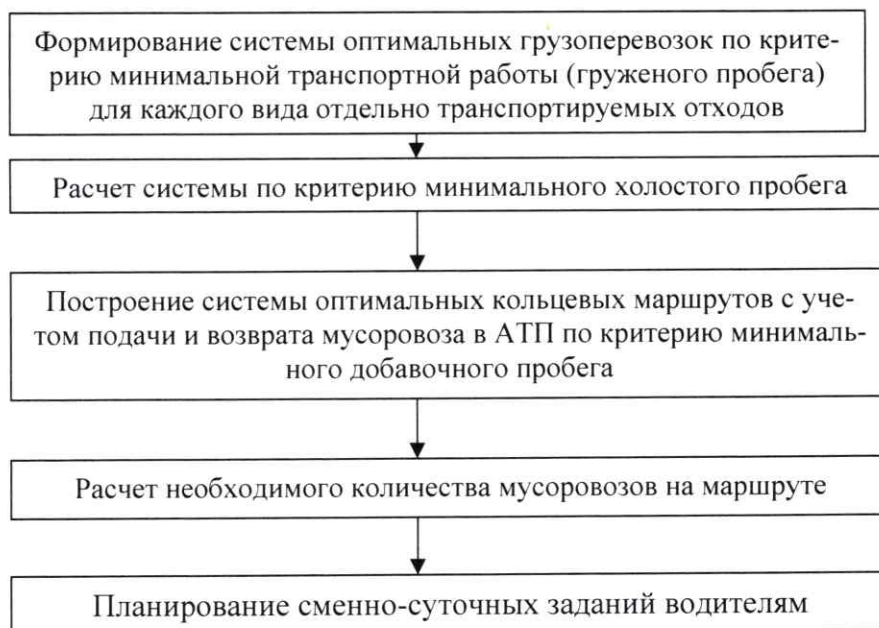 Формирование системы оптимальных грузоперевозок по крите-
рию минимальной транспортной работы (груженого пробега)
для каждого вида отдельно транспортируемых отходов
Расчет системы по критерию минимального холостого пробега
Построение системы оптимальных кольцевых маршрутов с уче-
том подачи и возврата мусоровоза в АТП по критерию минималь-
ного добавочного пробега
Расчет необходимого количества мусоровозов на маршруте
Планирование сменно-суточных заданий водителям